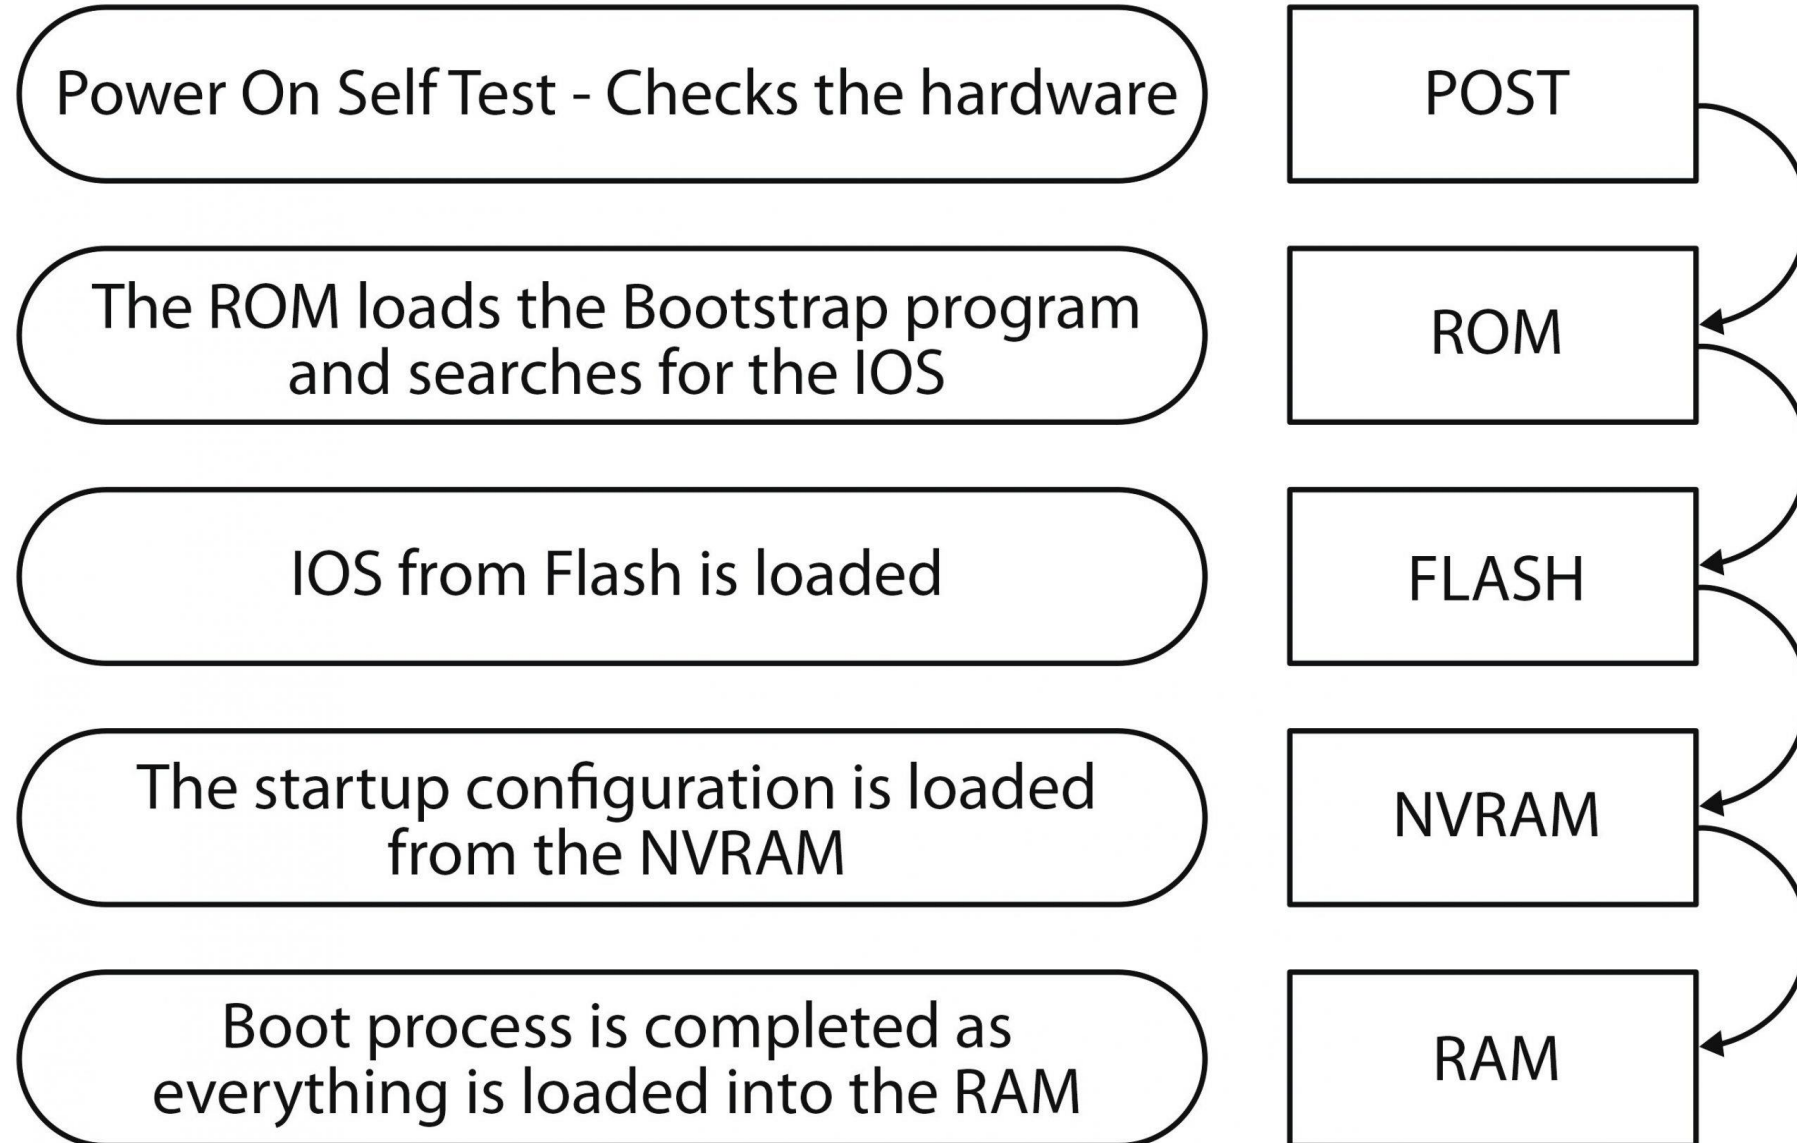 Power On Self Test - Checks the hardware
POST
The ROM loads the Bootstrap program
and searches for the IOS
ROM
IOS from Flash is loaded
FLASH
The startup configuration is loaded
from the NVRAM
NVRAM
Boot process is completed as
everything is loaded into the RAM
RAM